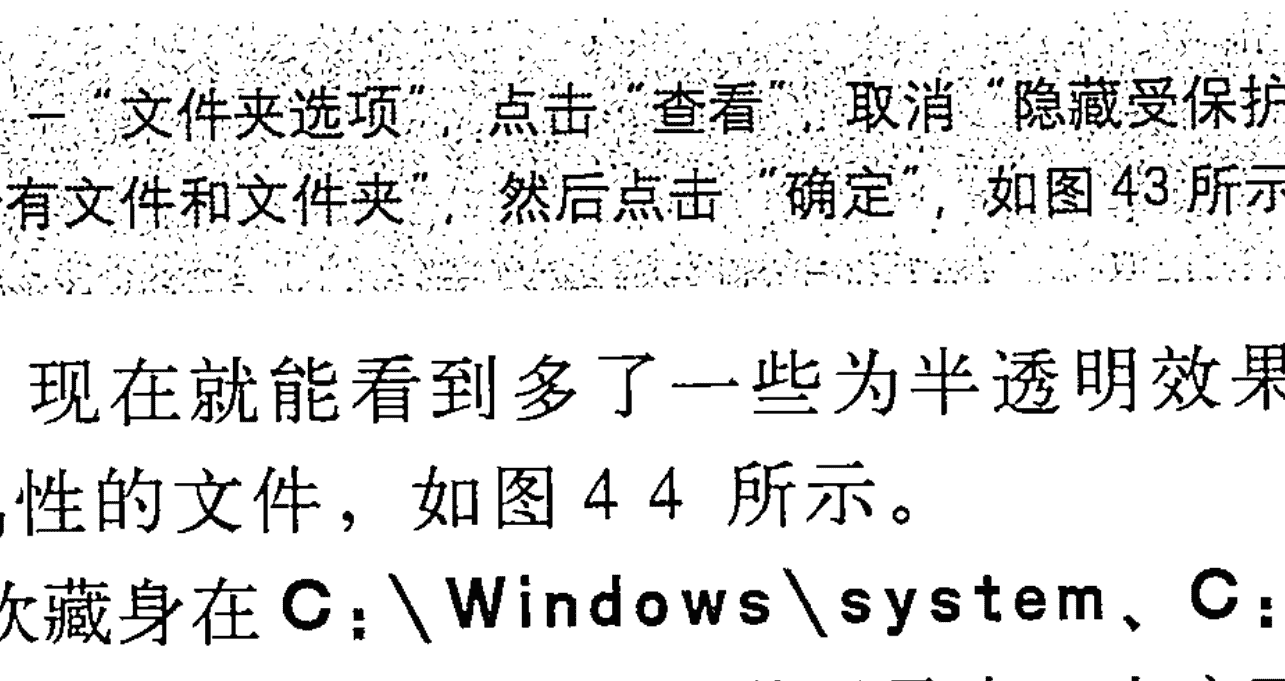 —“文件夹选项”，点击“查看”，取消“隐藏受保护
有文件和文件夹”，然后点击“确定”，如图 43 所示
现在就能看到多了一些为半透明效果
性的文件，如图 4 4 所示。
藏身在 C:\Windows\system、C: